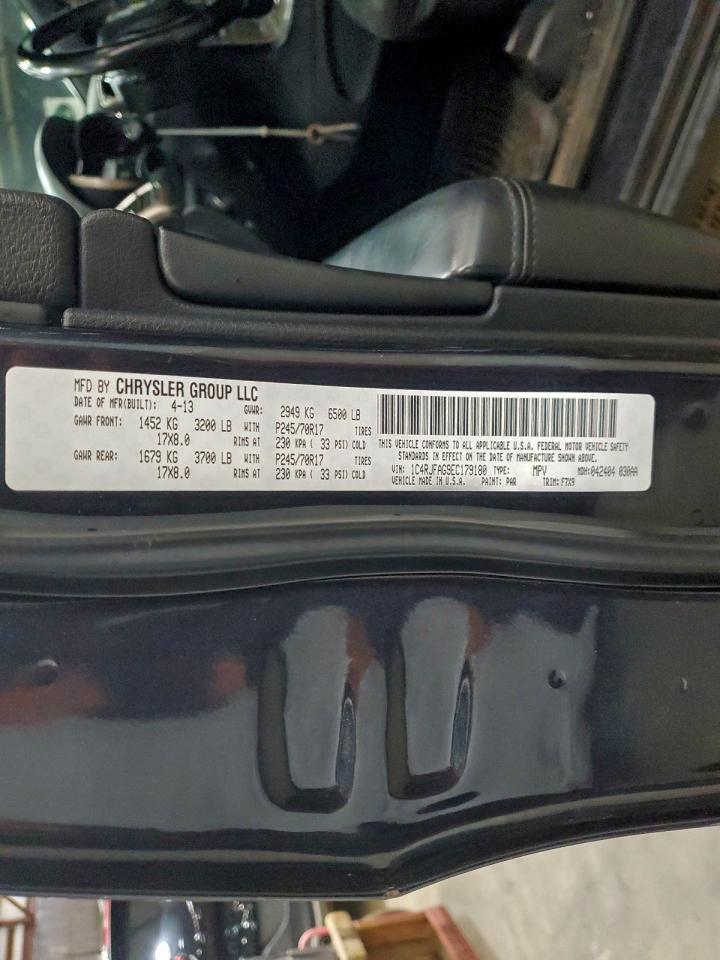 MFD BY CHRYSLER GROUP LLC
DATE OF MFR(BUILT): 4-13 GVWR: 2949 KG 6500 LB
GAWR FRONT: 1452 KG 3200 LB WITH P245/70R17 TIRES
17X8.0 RIMS AT 230 KPA ( 33 PSI) COLD
GAWR REAR: 1679 KG 3700 LB WITH P245/70R17 TIRES
17X8.0 RIMS AT 230 KPA ( 33 PSI) COLD
THIS VEHICLE CONFORMS TO ALL APPLICABLE U.S.A. FEDERAL MOTOR VEHICLE SAFETY
STANDARDS IN EFFECT ON THE DATE OF MANUFACTURE SHOWN ABOVE.
VIN: 1C4RJFAG9EC179180 TYPE: MPV MDH:042404 030AA
VEHICLE MADE IN U.S.A. PAINT: PAR TRIM: F7X9